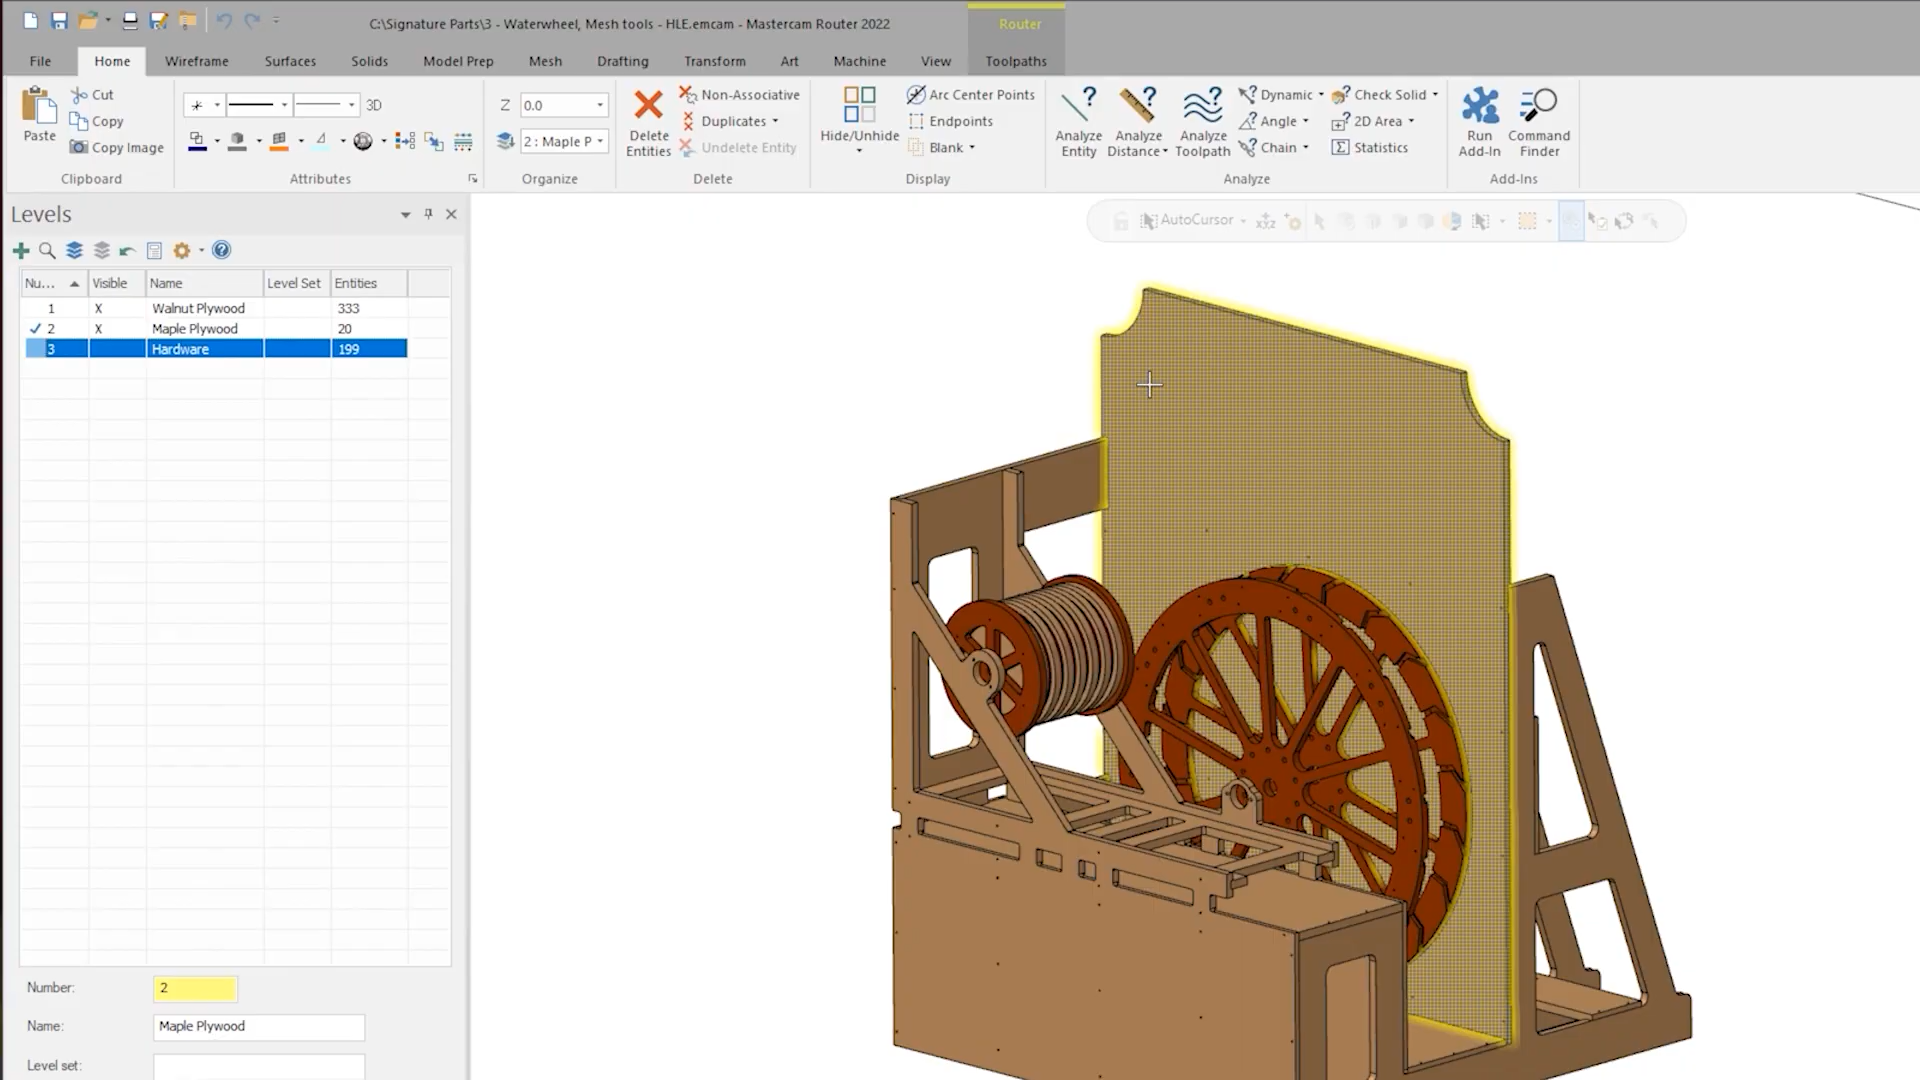 C:\Signature Parts\3 - Waterwheel, Mesh tools - HLE.emcam - Mastercam Router 2022
Router
File Home Wireframe Surfaces Solids Model Prep Mesh Drafting Transform Art Machine View Toolpaths
Paste
Cut
Copy
Copy Image
Clipboard
3D
Attributes
Z 0.0
2 : Maple P
Organize
Delete Entities
Non-Associative
Duplicates
Undelete Entity
Delete
Hide/Unhide
Arc Center Points
Endpoints
Blank
Display
Analyze Entity
Analyze Distance
Analyze Toolpath
Dynamic
Angle
Chain
Check Solid
2D Area
Statistics
Analyze
Run Add-In
Command Finder
Add-Ins
Levels
AutoCursor
Nu... Visible Name Level Set Entities
1 X Walnut Plywood 333
2 X Maple Plywood 20
3 Hardware 199
Number: 2
Name: Maple Plywood
Level set: